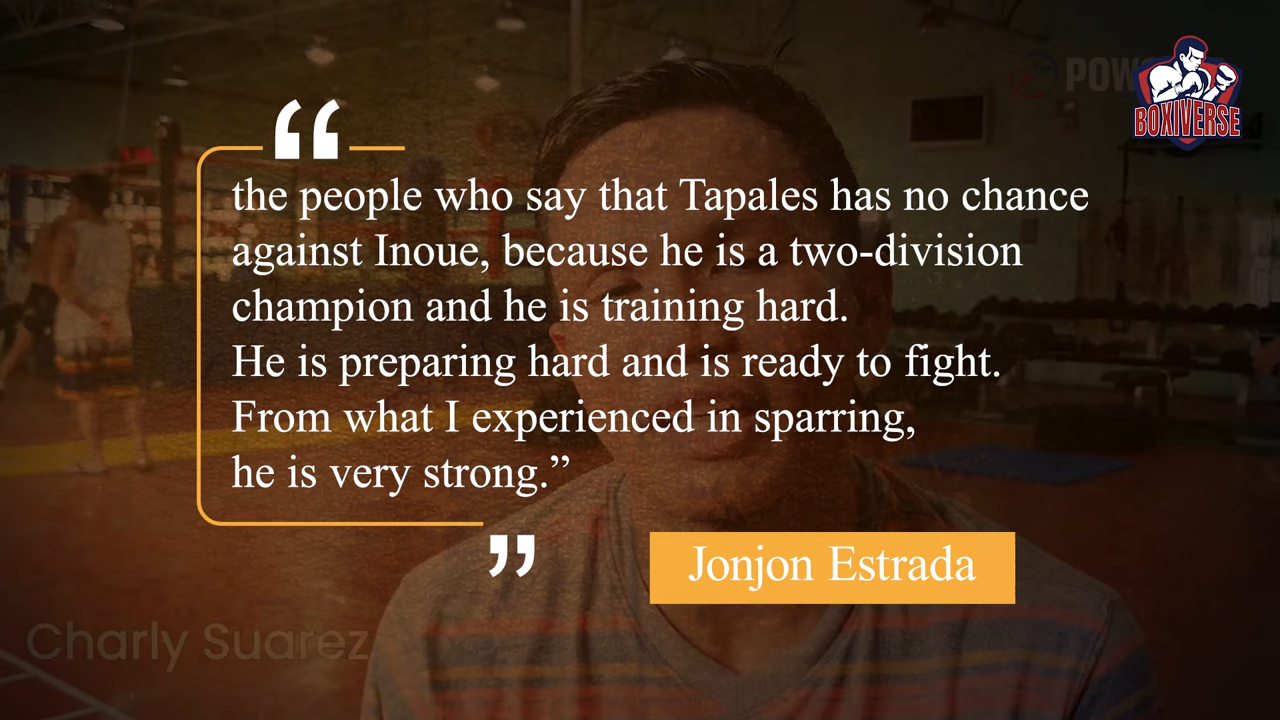 POW
BOXIVERSE
“
the people who say that Tapales has no chance
against Inoue, because he is a two-division
champion and he is training hard.
He is preparing hard and is ready to fight.
From what I experienced in sparring,
he is very strong.”
”
Jonjon Estrada
Charly Suarez